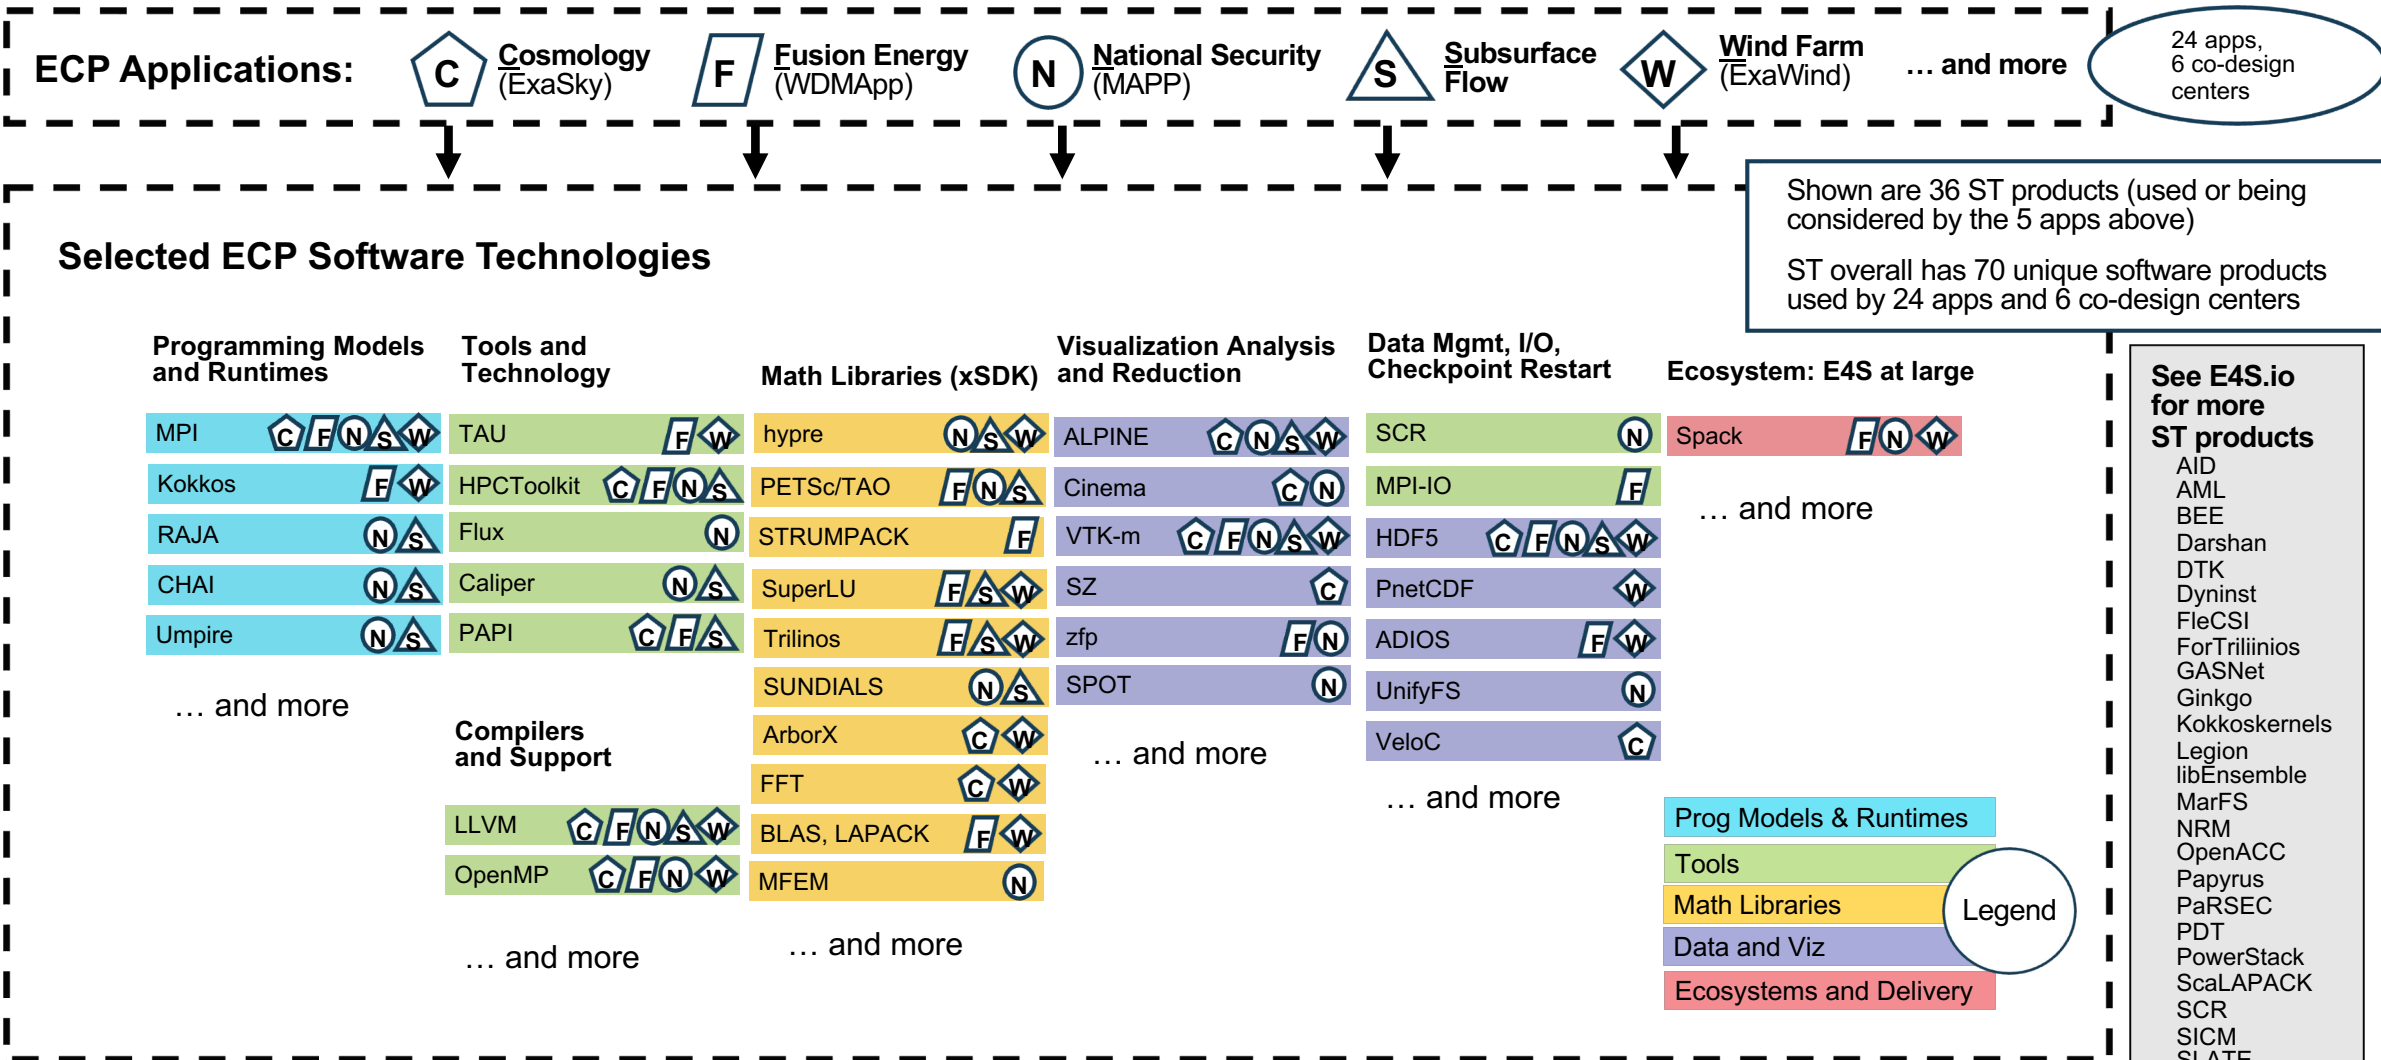 ECP Applications:
C
Cosmology
(ExaSky)
F
Fusion Energy
(WDMApp)
N
National Security
(MAPP)
S
Subsurface
Flow
W
Wind Farm
(ExaWind)
... and more
24 apps,
6 co-design
centers
Shown are 36 ST products (used or being
considered by the 5 apps above)
ST overall has 70 unique software products
used by 24 apps and 6 co-design centers
Selected ECP Software Technologies
Programming Models
and Runtimes
MPI C F N S W
Kokkos F W
RAJA N S
CHAI N S
Umpire N S
... and more
Tools and
Technology
TAU F W
HPCToolkit C F N S
Flux N
Caliper N S
PAPI C F S
Compilers
and Support
LLVM C F N S W
OpenMP C F N W
... and more
Math Libraries (xSDK)
hypre N S W
PETSc/TAO F N S
STRUMPACK F
SuperLU F S W
Trilinos F S W
SUNDIALS N S
ArborX C W
FFT C W
BLAS, LAPACK F W
MFEM N
... and more
Visualization Analysis
and Reduction
ALPINE C N S W
Cinema C N
VTK-m C F N S W
SZ C
zfp F N
SPOT N
... and more
Data Mgmt, I/O,
Checkpoint Restart
SCR N
MPI-IO F
HDF5 C F N S W
PnetCDF W
ADIOS F W
UnifyFS N
VeloC C
... and more
Ecosystem: E4S at large
Spack F N W
... and more
Prog Models & Runtimes
Tools
Math Libraries
Data and Viz
Ecosystems and Delivery
Legend
See E4S.io
for more
ST products
AID
AML
BEE
Darshan
DTK
Dyninst
FleCSI
ForTriliinios
GASNet
Ginkgo
Kokkoskernels
Legion
libEnsemble
MarFS
NRM
OpenACC
Papyrus
PaRSEC
PDT
PowerStack
ScaLAPACK
SCR
SICM
SLATE